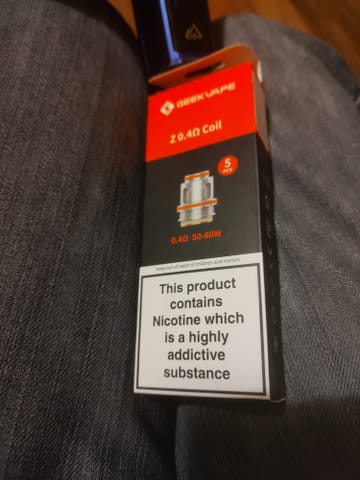 GEEKVAPE
Z 0.4Ω Coil
5
PCS
0.4Ω 50-60W
Keep out of reach of children and minors
This product
contains
Nicotine which
is a highly
addictive
substance